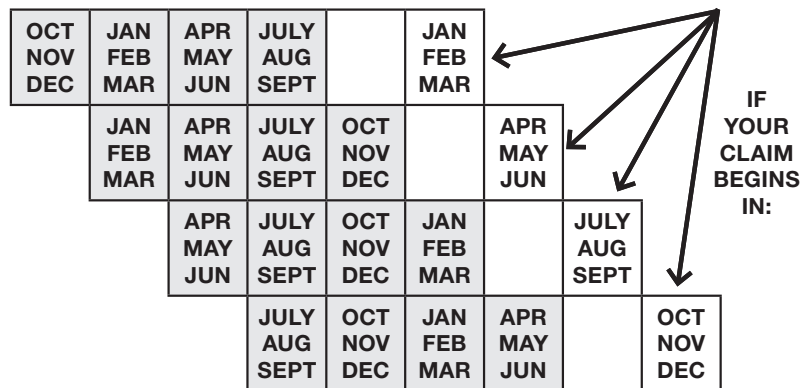 OCT JAN APR JULY JAN
NOV FEB MAY AUG FEB
DEC MAR JUN SEPT MAR
JAN APR JULY OCT APR
FEB MAY AUG NOV MAY
MAR JUN SEPT DEC JUN
APR JULY OCT JAN JULY
MAY AUG NOV FEB AUG
JUN SEPT DEC MAR SEPT
JULY OCT JAN APR OCT
AUG NOV FEB MAY NOV
SEPT DEC MAR JUN DEC
IF
YOUR
CLAIM
BEGINS
IN: